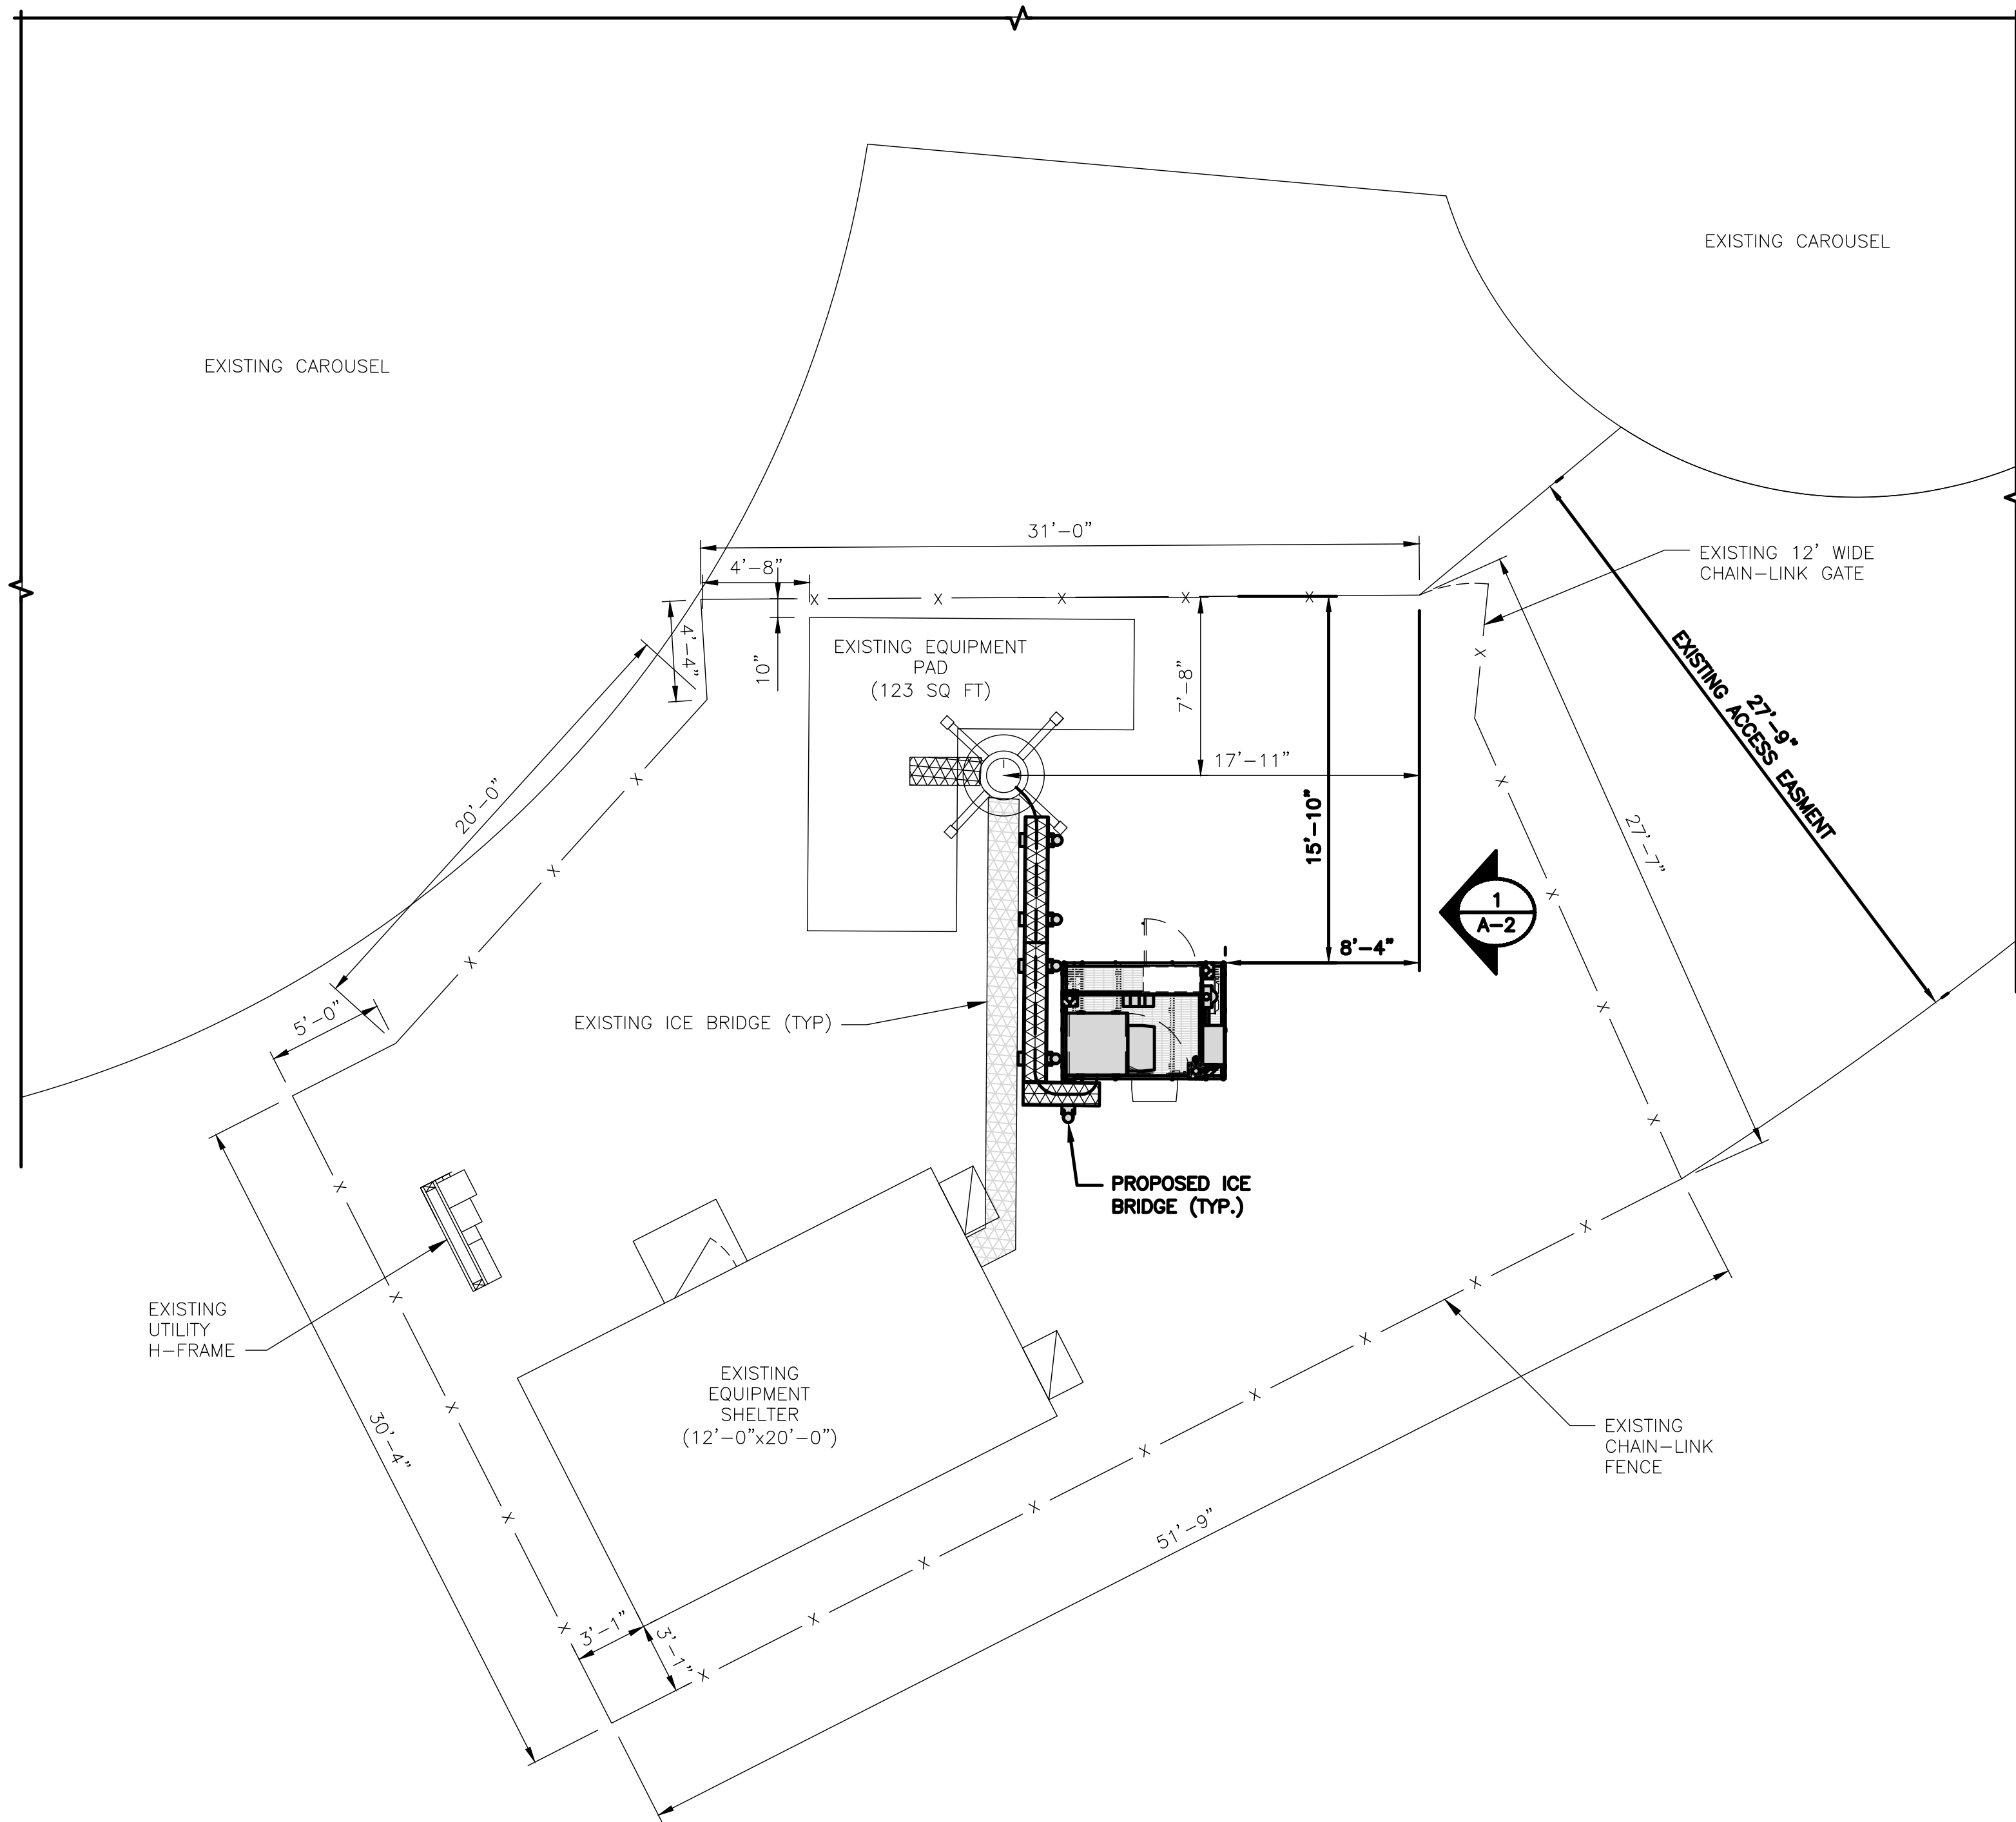 EXISTING CAROUSEL
EXISTING CAROUSEL
31'-0"
4'-8"
EXISTING 12' WIDE
CHAIN-LINK GATE
4'-4"
10"
EXISTING EQUIPMENT
PAD
(123 SQ FT)
7'-8"
27'-9"
EXISTING ACCESS EASMENT
17'-11"
20'-0"
15'-10"
27'-7"
1
A-2
8'-4"
5'-0"
EXISTING ICE BRIDGE (TYP)
PROPOSED ICE
BRIDGE (TYP.)
EXISTING
UTILITY
H-FRAME
EXISTING
EQUIPMENT
SHELTER
(12'-0"x20'-0")
30'-4"
EXISTING
CHAIN-LINK
FENCE
51'-9"
3'-1"
3'-1"